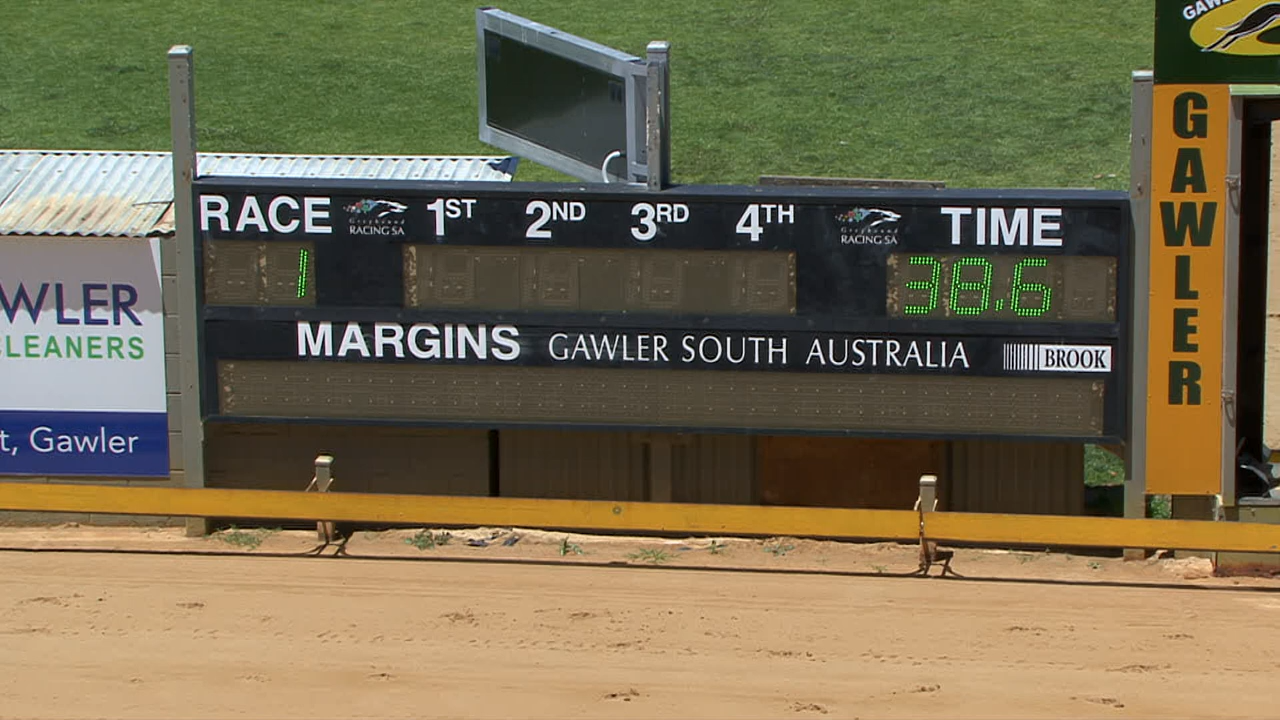 GAWLER
RACE
Greyhound
RACING SA
1ST
2ND
3RD
4TH
Greyhound
RACING SA
TIME
1
38.6
MARGINS
GAWLER SOUTH AUSTRALIA
BROOK
WLER
CLEANERS
t, Gawler